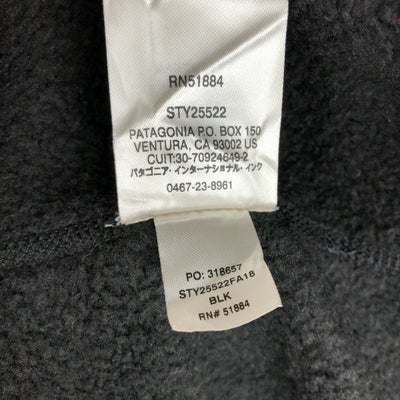 RN51884
STY25522
PATAGONIA P.O. BOX 150
VENTURA, CA 93002 US
CUIT:30-70924649-2
パタゴニア・インターナショナル・インク
0467-23-8961
PO: 318657
STY25522FA18
BLK
RN# 51884